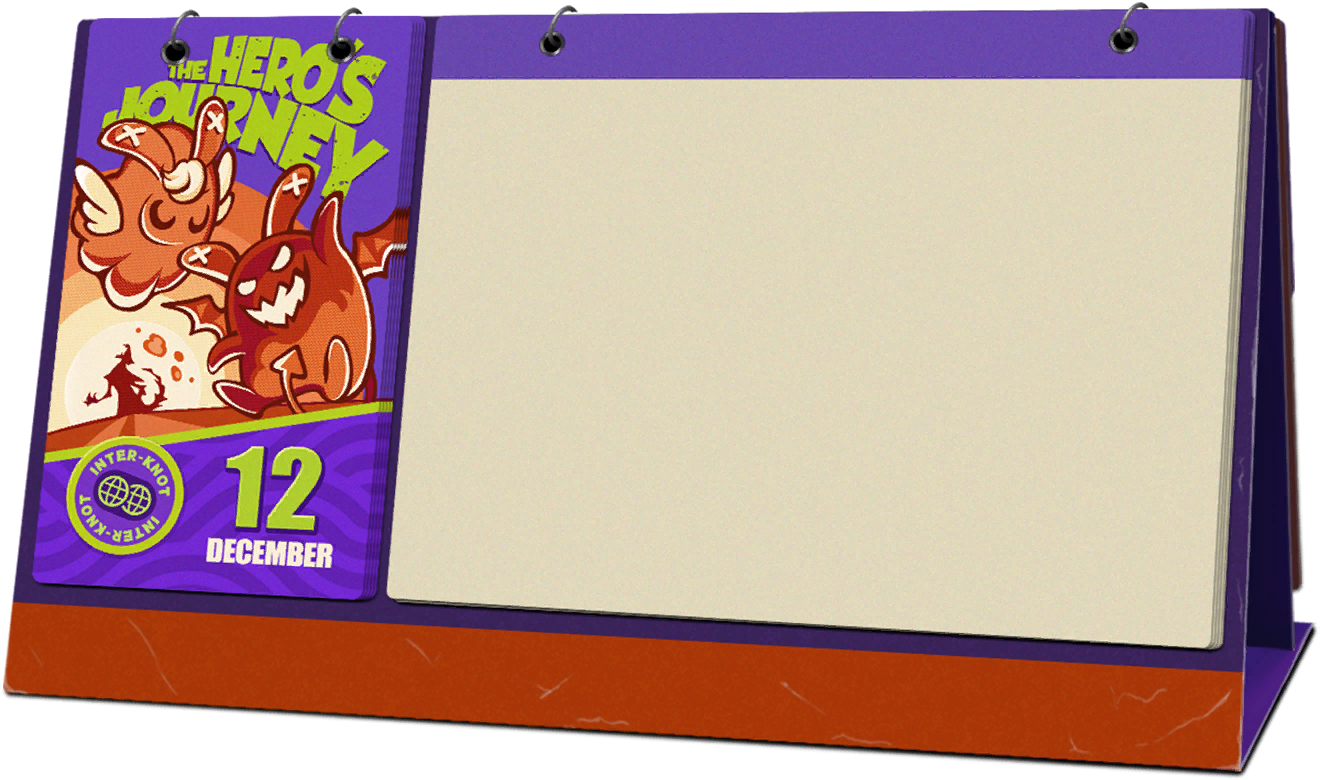 THE HERO'S
JOURNEY
INTER-KNOT
INTER-KNOT
12
DECEMBER